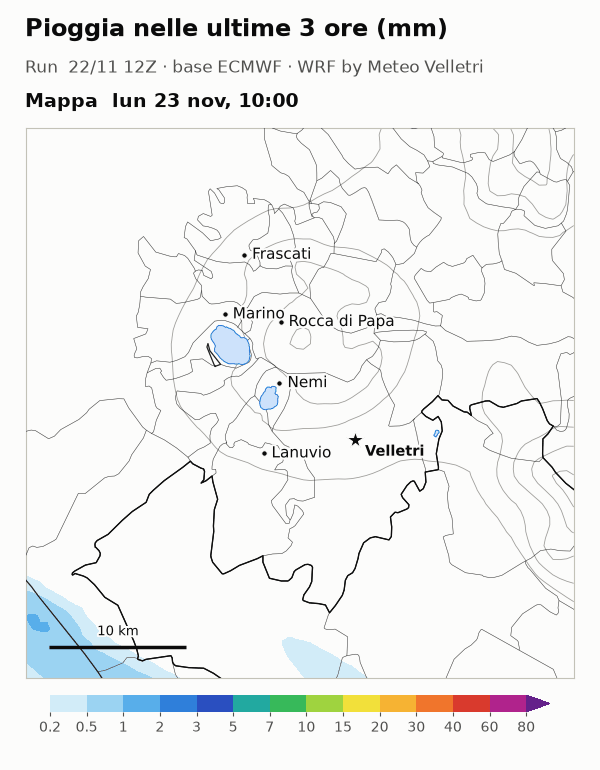 Pioggia nelle ultime 3 ore (mm)
Run  22/11 12Z · base ECMWF · WRF by Meteo Velletri
Mappa  lun 23 nov, 10:00
Frascati
Marino
Rocca di Papa
Nemi
Velletri
Lanuvio
10 km
0.2 0.5 1 2 3 5 7 10 15 20 30 40 60 80